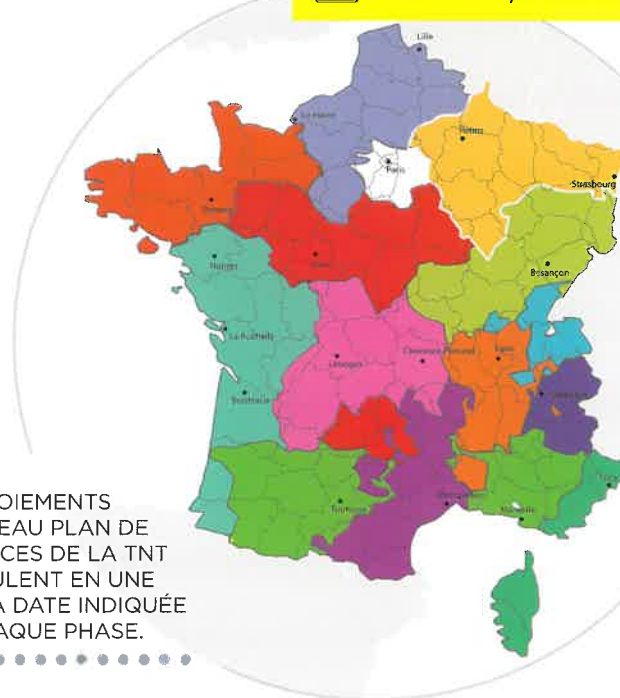 Lille
Le Havre
Reims
Paris
Strasbourg
Rennes
Nantes
Besançon
La Rochelle
Limoges
Clermont-Ferrand
Lyon
Bordeaux
Toulouse
Montpellier
Marseille
OIEMENTS
EAU PLAN DE
CES DE LA TNT
ULENT EN UNE
A DATE INDIQUÉE
AQUE PHASE.